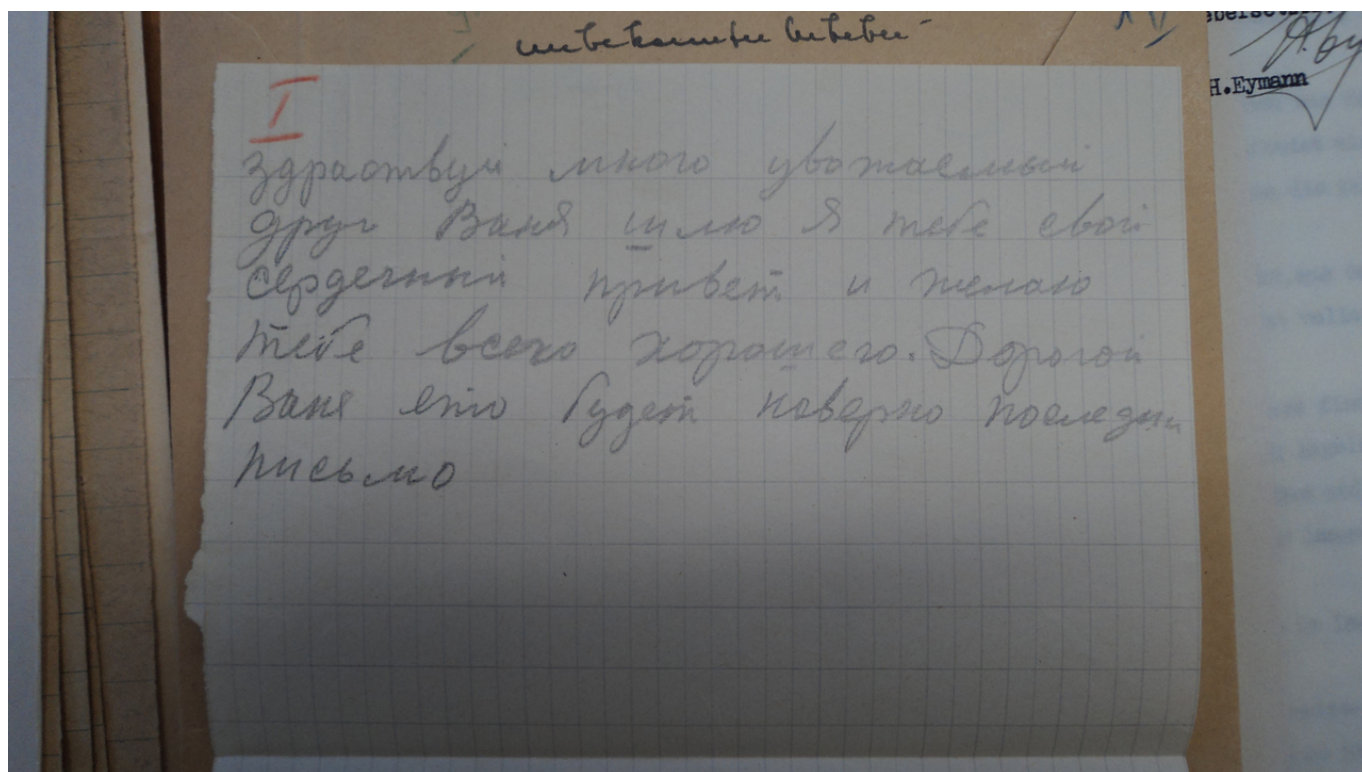 I
здраствуй много уважаемый
друг Ваня шлю я тебе свой
сердечный привет и желаю
тебе всего хорошего. Дорогой
Ваня ето будет наверно последни
письмо
H.Eymann